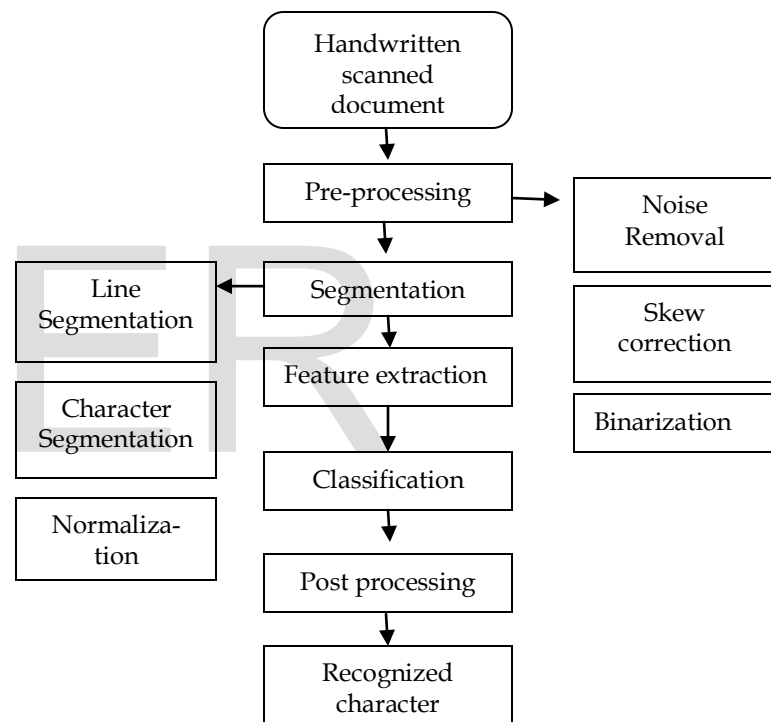 Handwritten
scanned
document
Pre-processing
Noise
Removal
Segmentation
Line
Segmentation
Skew
correction
Feature extraction
Character
Segmentation
Binarization
Classification
Normaliza-
tion
Post processing
Recognized
character
ER